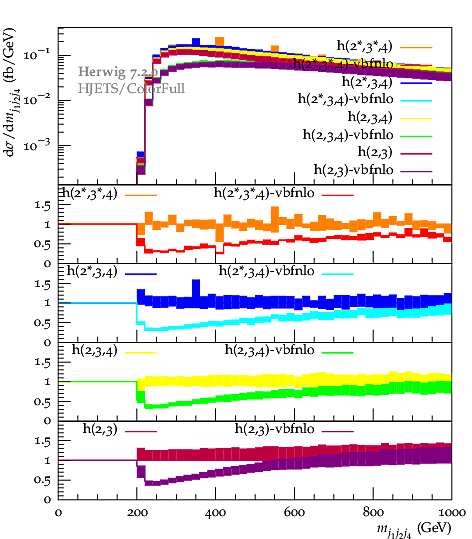 h(2*,3*,4)
h(2*,3*,4)-vbfnlo
h(2*,3,4)
h(2*,3,4)-vbfnlo
h(2,3,4)
h(2,3,4)-vbfnlo
h(2,3)
h(2,3)-vbfnlo
Herwig 7.2.0
HJETS/ColorFull
10⁻¹
10⁻²
10⁻³
dσ/dm_{j₁j₂j₄} (fb/GeV)
h(2*,3*,4) h(2*,3*,4)-vbfnlo
1.5
1
0.5
0
h(2*,3,4) h(2*,3,4)-vbfnlo
1.5
1
0.5
0
h(2,3,4) h(2,3,4)-vbfnlo
1.5
1
0.5
0
h(2,3) h(2,3)-vbfnlo
1.5
1
0.5
0
0 200 400 600 800 1000
m_{j₁j₂j₄} (GeV)